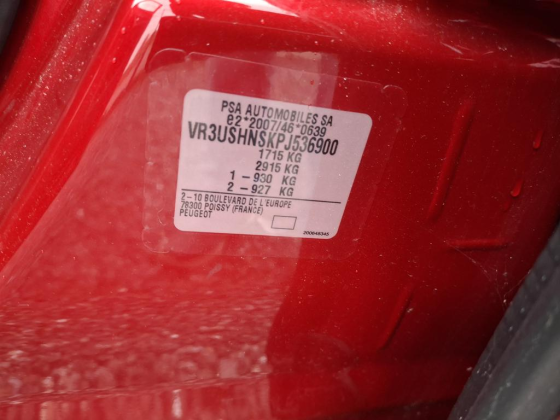 PSA AUTOMOBILES SA
e2*2007/46*0639
VR3USHNSKPJ536900
1715 KG
2915 KG
1 - 930 KG
2 - 927 KG
2-10 BOULEVARD DE L'EUROPE
78300 POISSY (FRANCE)
PEUGEOT